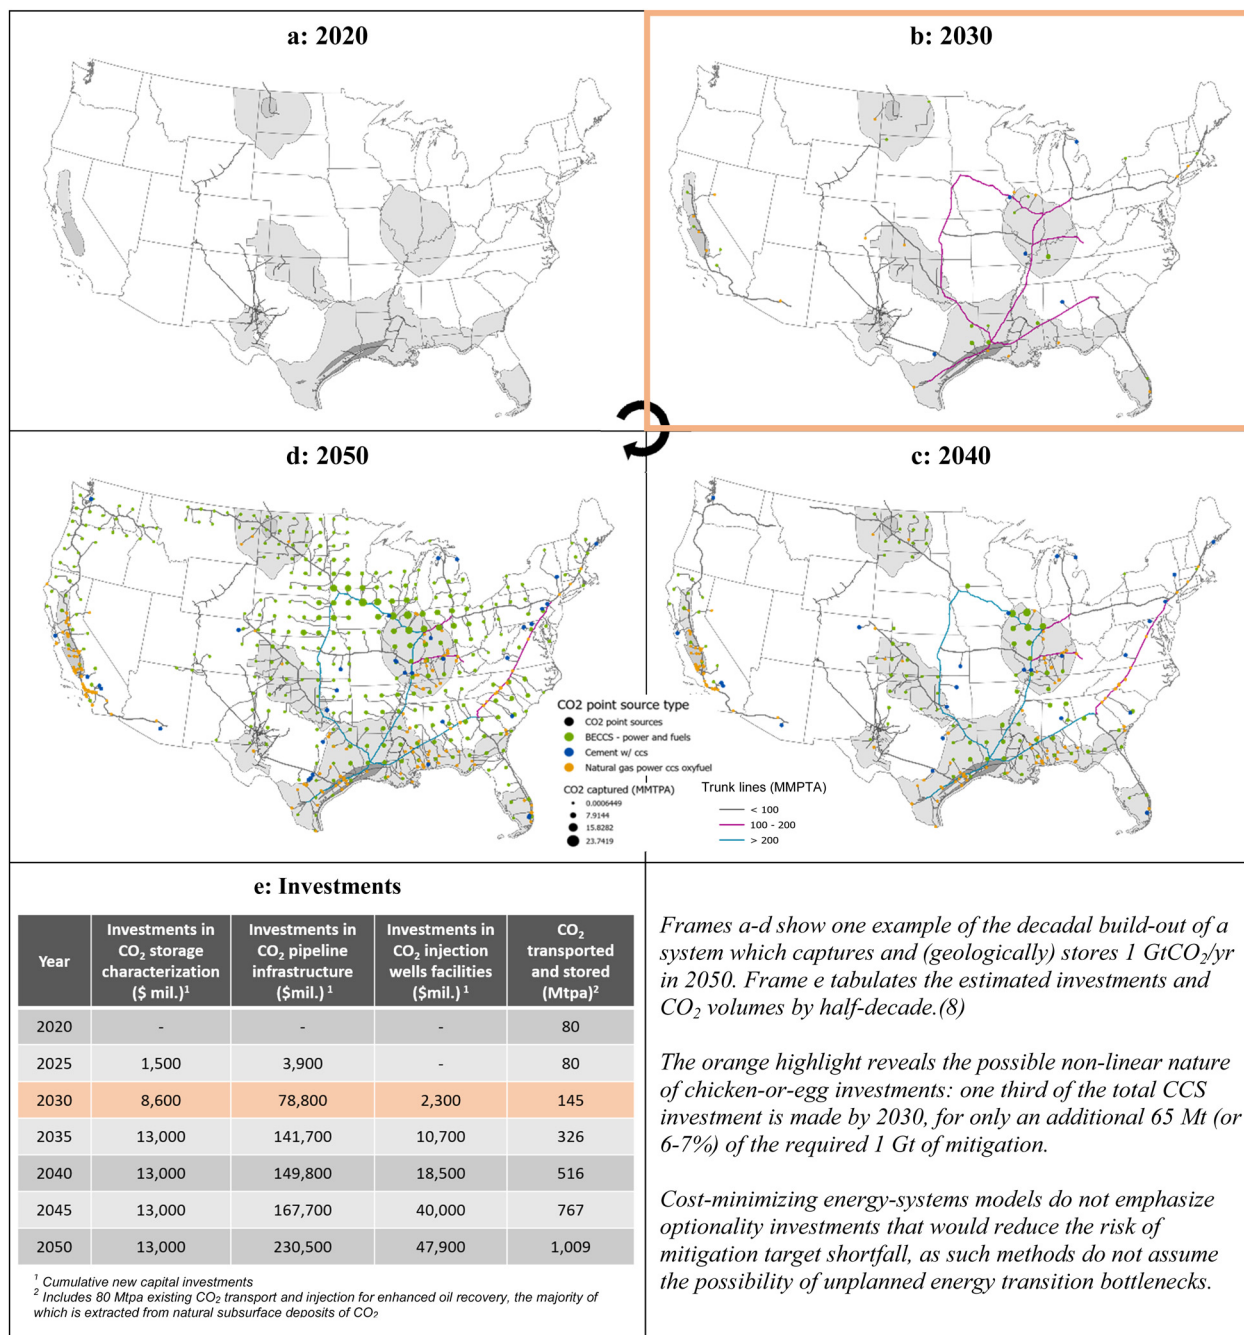 a: 2020
b: 2030
d: 2050
c: 2040
CO2 point source type
CO2 point sources
BECCS - power and fuels
Cement w/ ccs
Natural gas power ccs oxyfuel
CO2 captured (MMTPA)
0.0006449
7.9144
15.8282
23.7419
Trunk lines (MMPTA)
< 100
100 - 200
> 200
e: Investments
Year
Investments in
CO₂ storage
characterization
($ mil.)¹
Investments in
CO₂ pipeline
infrastructure
($mil.) ¹
Investments in
CO₂ injection
wells facilities
($mil.) ¹
CO₂
transported
and stored
(Mtpa)²
2020 - - - 80
2025 1,500 3,900 - 80
2030 8,600 78,800 2,300 145
2035 13,000 141,700 10,700 326
2040 13,000 149,800 18,500 516
2045 13,000 167,700 40,000 767
2050 13,000 230,500 47,900 1,009
¹ Cumulative new capital investments
² Includes 80 Mtpa existing CO₂ transport and injection for enhanced oil recovery, the majority of
which is extracted from natural subsurface deposits of CO₂
Frames a-d show one example of the decadal build-out of a
system which captures and (geologically) stores 1 GtCO₂/yr
in 2050. Frame e tabulates the estimated investments and
CO₂ volumes by half-decade.(8)
The orange highlight reveals the possible non-linear nature
of chicken-or-egg investments: one third of the total CCS
investment is made by 2030, for only an additional 65 Mt (or
6-7%) of the required 1 Gt of mitigation.
Cost-minimizing energy-systems models do not emphasize
optionality investments that would reduce the risk of
mitigation target shortfall, as such methods do not assume
the possibility of unplanned energy transition bottlenecks.